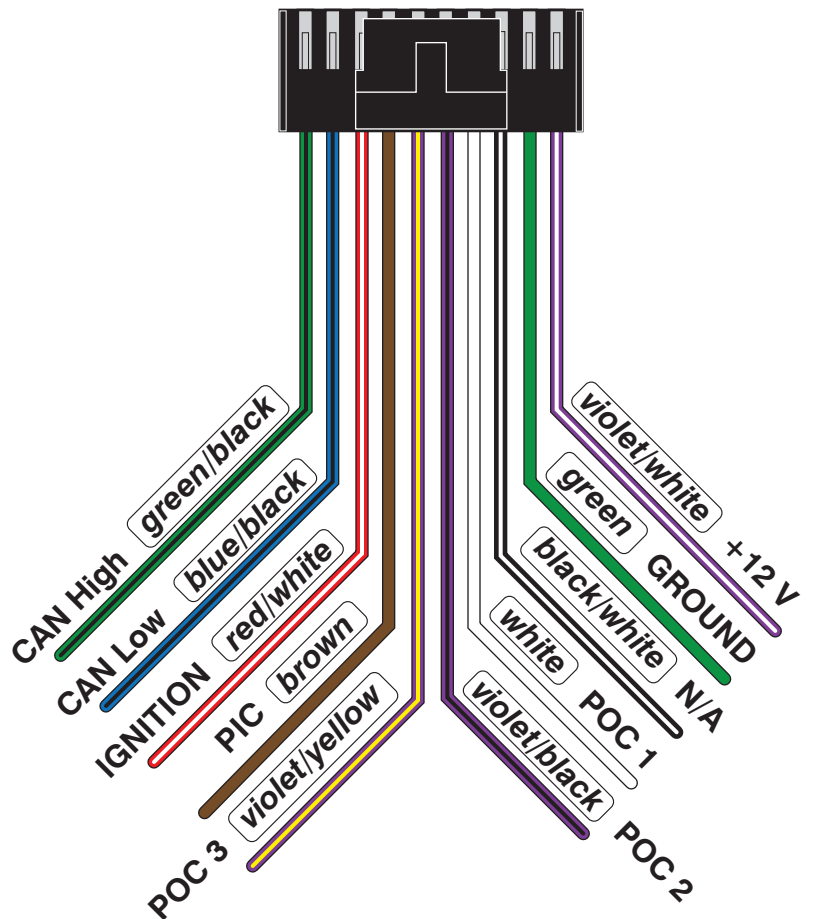 CAN High green/black
CAN Low blue/black
IGNITION red/white
PIC brown
POC 3 violet/yellow
violet/black POC 2
white POC 1
black/white N/A
green GROUND
violet/white +12 V